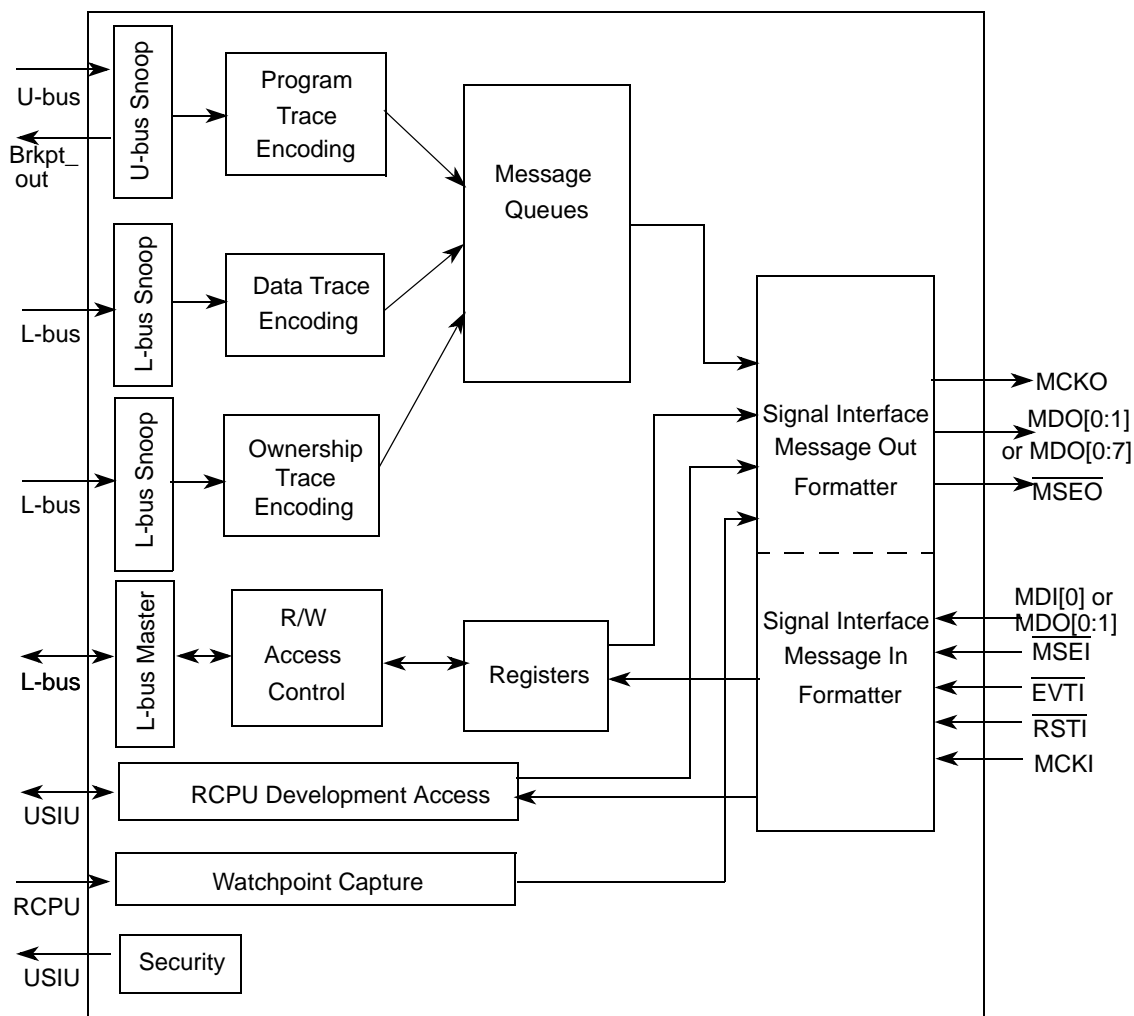 U-bus
Brkpt_
out
U-bus Snoop
Program
Trace
Encoding
Message
Queues
L-bus
L-bus Snoop
Data Trace
Encoding
L-bus
L-bus Snoop
Ownership
Trace
Encoding
Signal Interface
Message Out
Formatter
MCKO
MDO[0:1]
or MDO[0:7]
MSEO
L-bus
L-bus Master
R/W
Access
Control
Registers
Signal Interface
Message In
Formatter
MDI[0] or
MDO[0:1]
MSEI
EVTI
RSTI
MCKI
USIU
RCPU Development Access
RCPU
Watchpoint Capture
USIU
Security